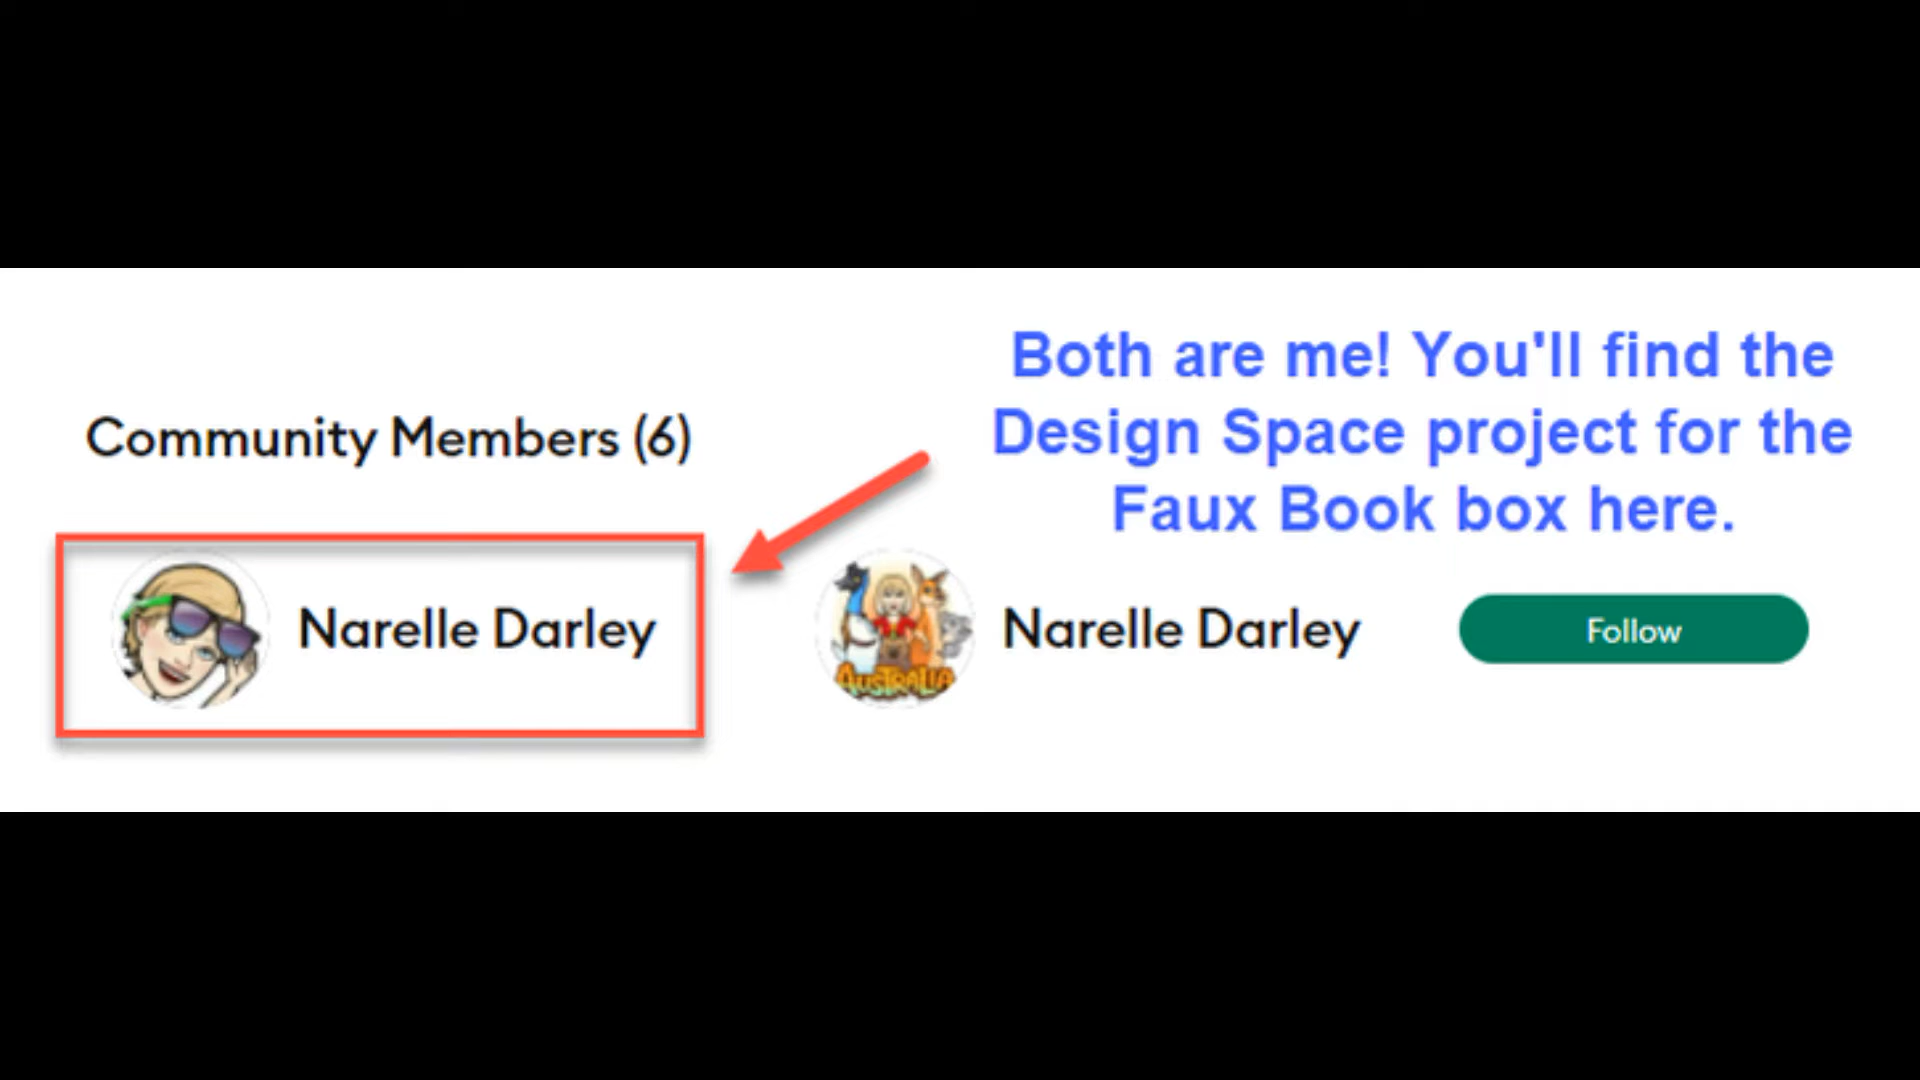 Both are me! You'll find the
Design Space project for the
Faux Book box here.
Community Members (6)
Narelle Darley
AUSTRALIA
Narelle Darley
Follow